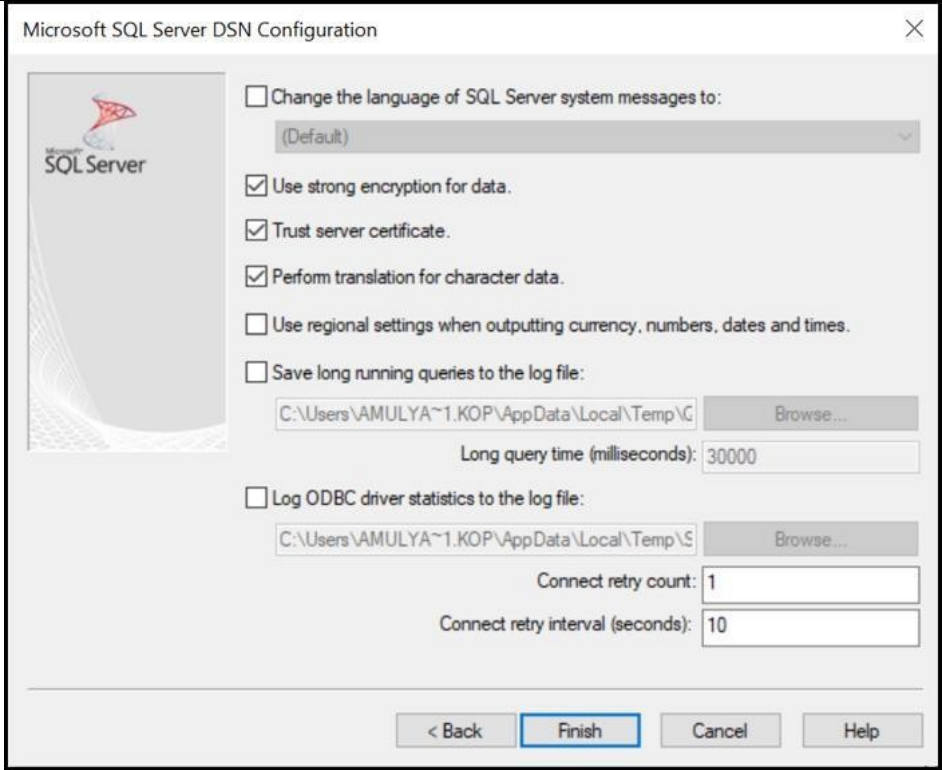 Microsoft SQL Server DSN Configuration
Microsoft
SQL Server
Change the language of SQL Server system messages to:
(Default)
Use strong encryption for data.
Trust server certificate.
Perform translation for character data.
Use regional settings when outputting currency, numbers, dates and times.
Save long running queries to the log file:
C:\Users\AMULYA~1.KOP\AppData\Local\Temp\ Browse...
Long query time (milliseconds): 30000
Log ODBC driver statistics to the log file:
C:\Users\AMULYA~1.KOP\AppData\Local\Temp\S Browse...
Connect retry count: 1
Connect retry interval (seconds): 10
< Back Finish Cancel Help